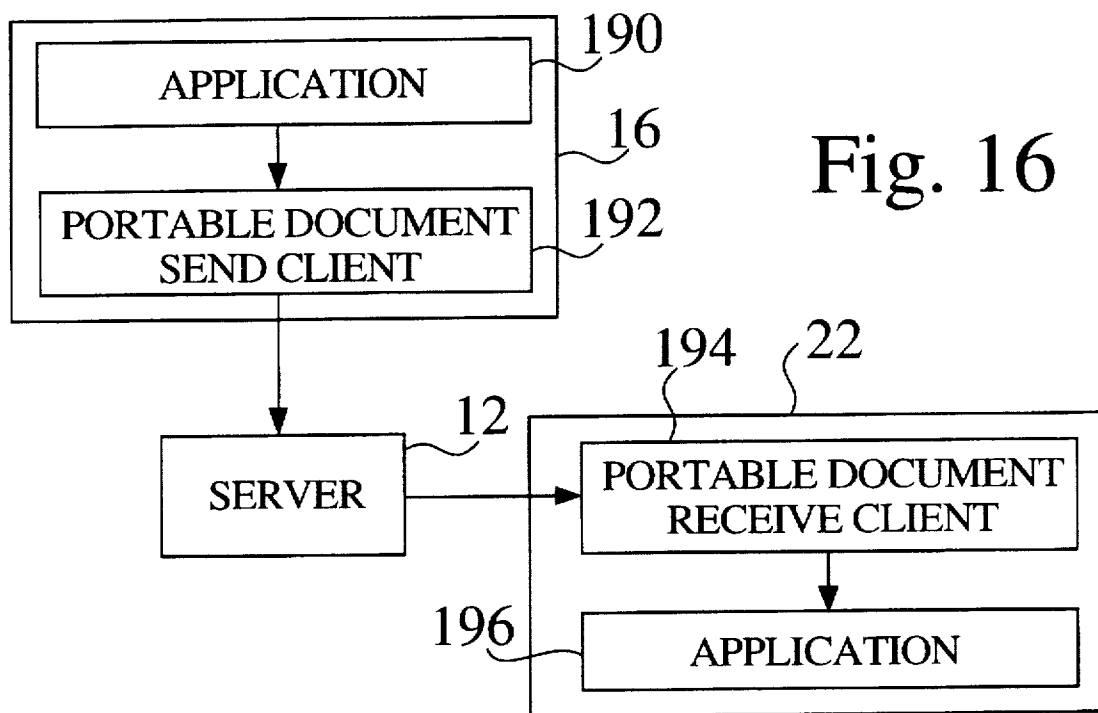 190
APPLICATION
16
Fig. 16
PORTABLE DOCUMENT
SEND CLIENT
192
194
22
12
SERVER
PORTABLE DOCUMENT
RECEIVE CLIENT
196
APPLICATION